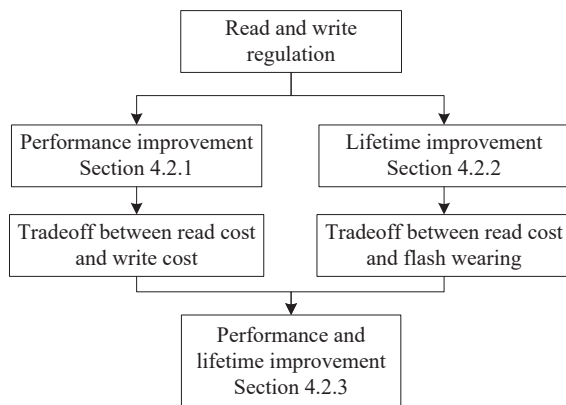 Read and write
regulation
Performance improvement
Section 4.2.1
Lifetime improvement
Section 4.2.2
Tradeoff between read cost
and write cost
Tradeoff between read cost
and flash wearing
Performance and
lifetime improvement
Section 4.2.3